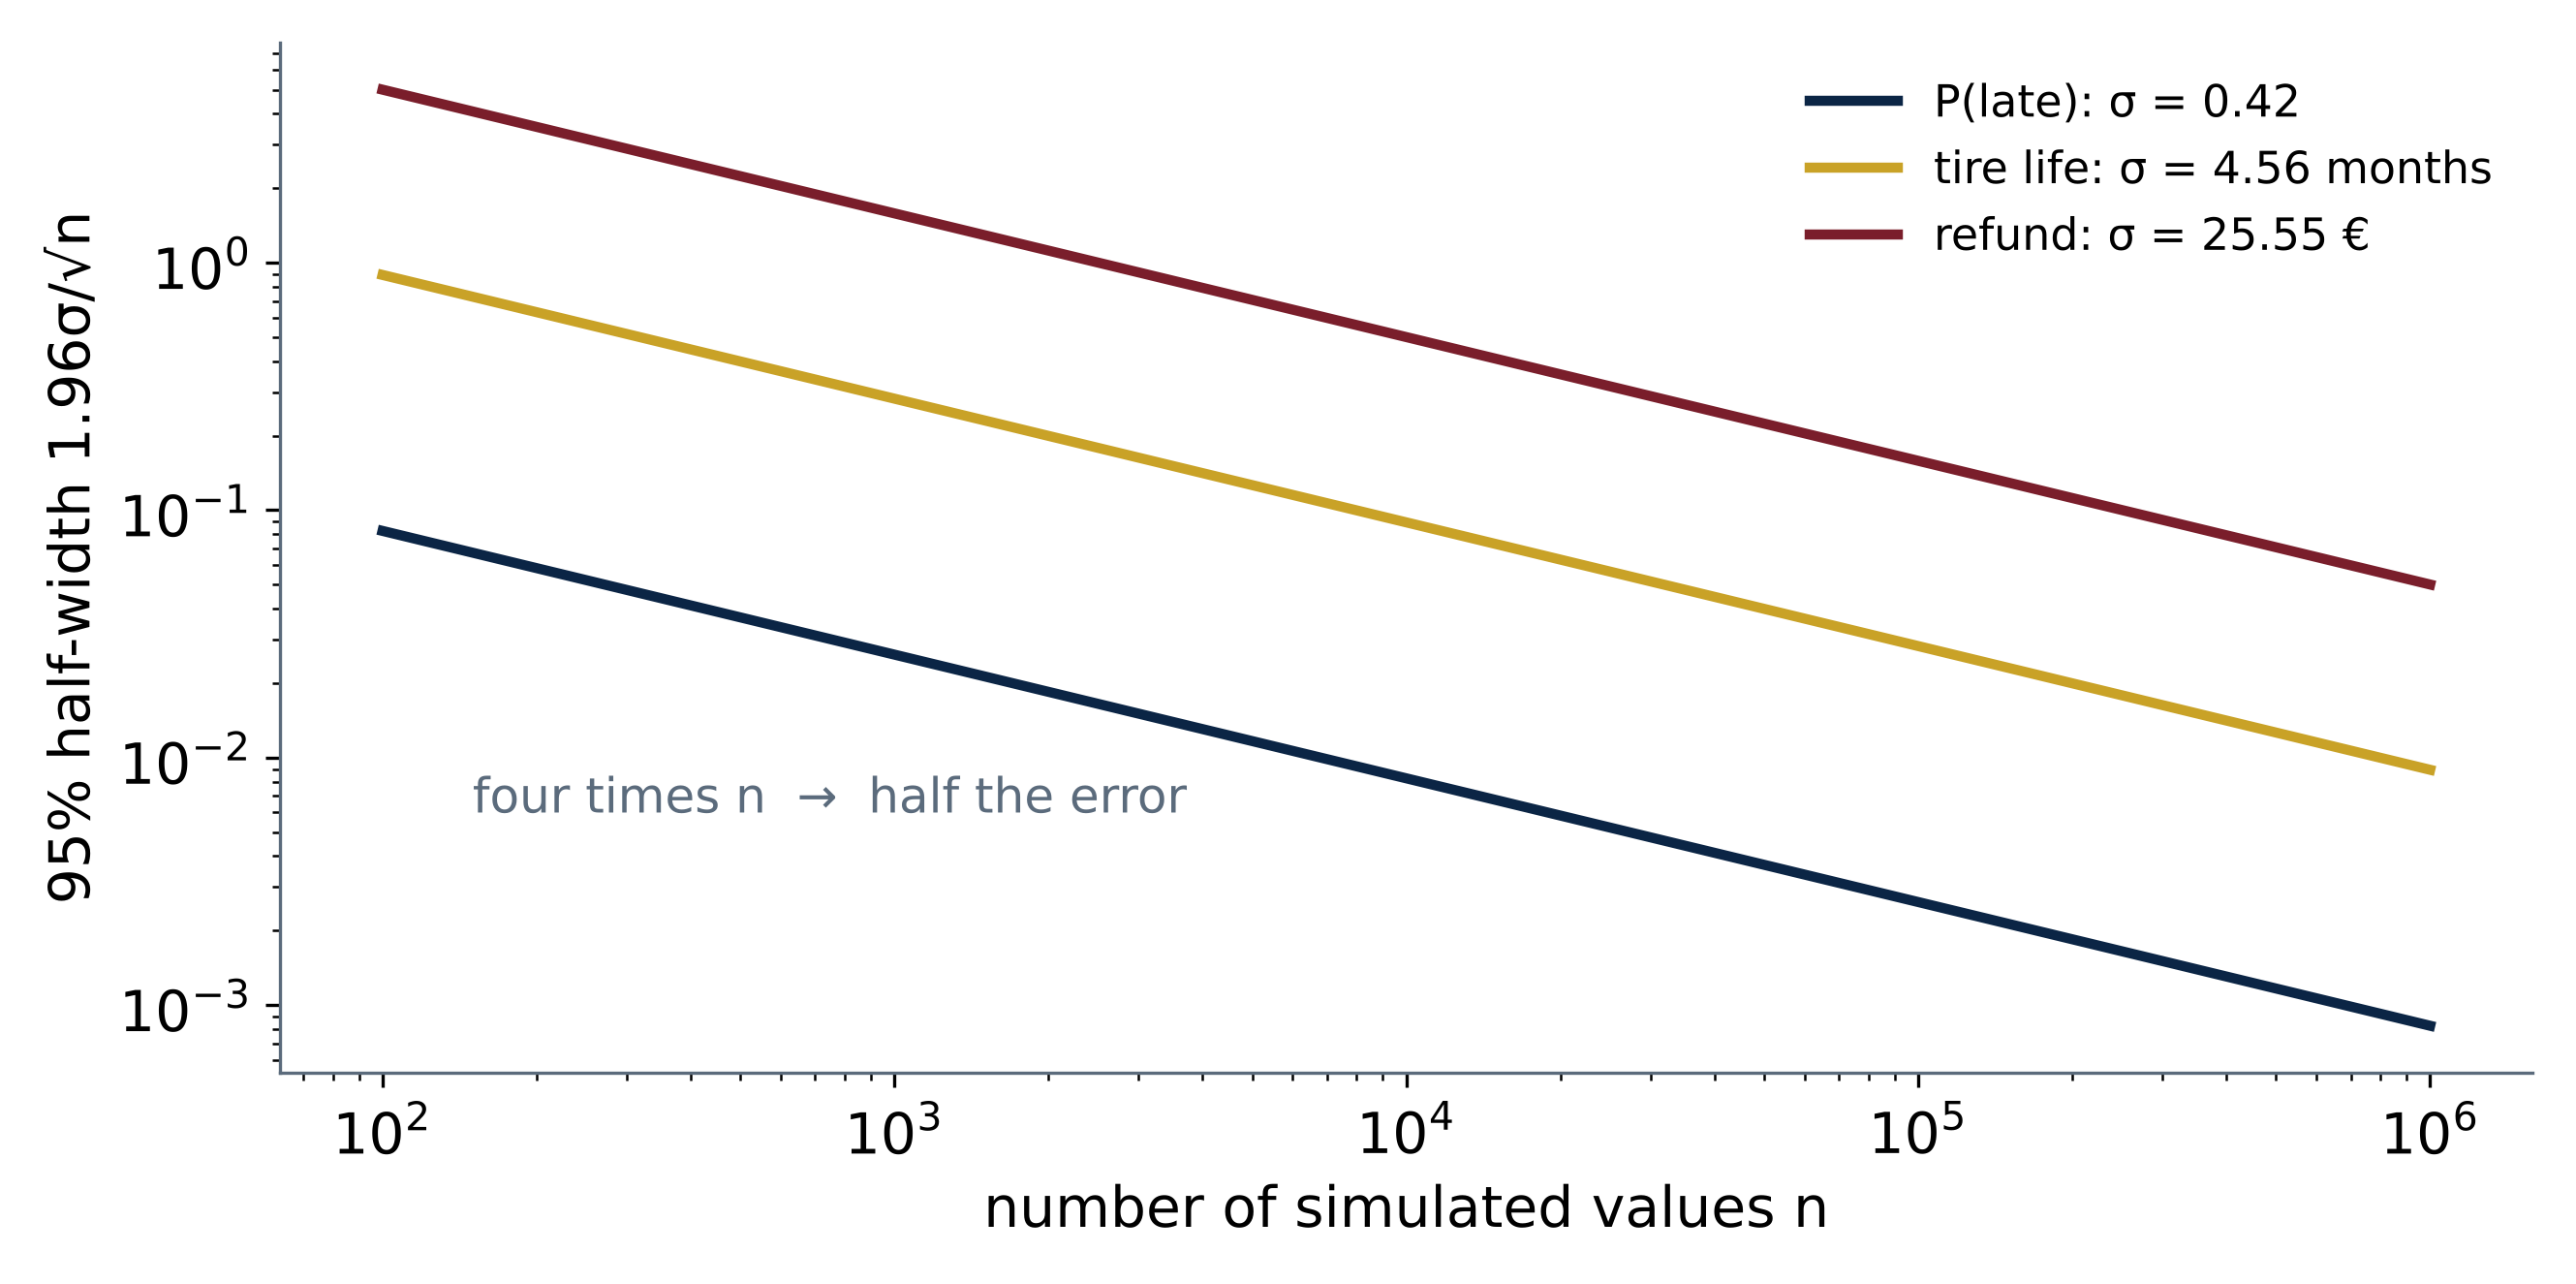 P(late): σ = 0.42
tire life: σ = 4.56 months
refund: σ = 25.55 €
95% half-width 1.96σ/√n
10⁰
10⁻¹
10⁻²
10⁻³
four times n → half the error
10² 10³ 10⁴ 10⁵ 10⁶
number of simulated values n